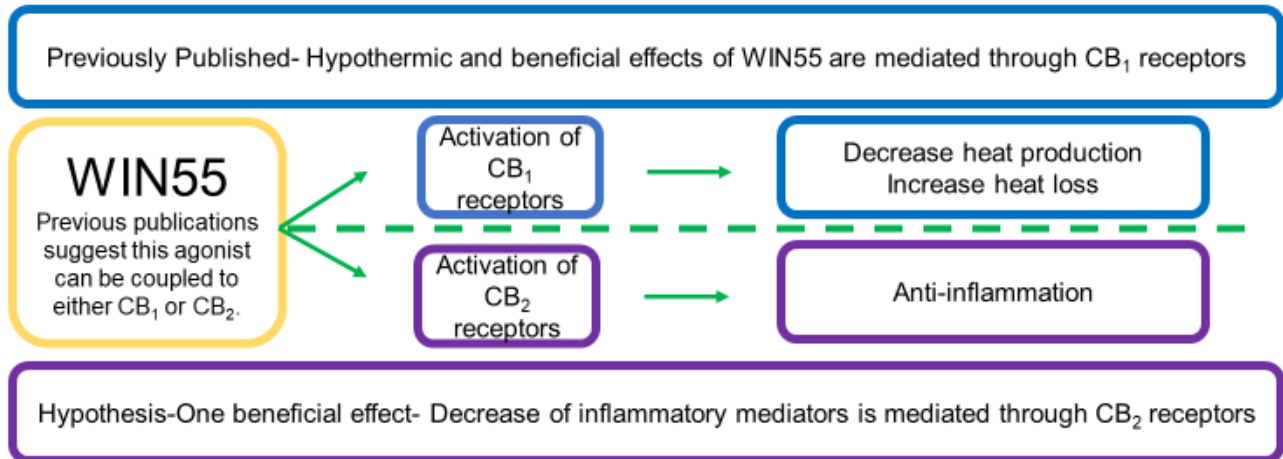 Previously Published- Hypothermic and beneficial effects of WIN55 are mediated through CB₁ receptors
WIN55
Previous publications
suggest this agonist
can be coupled to
either CB₁ or CB₂.
Activation of
CB₁
receptors
Decrease heat production
Increase heat loss
Activation of
CB₂
receptors
Anti-inflammation
Hypothesis-One beneficial effect- Decrease of inflammatory mediators is mediated through CB₂ receptors